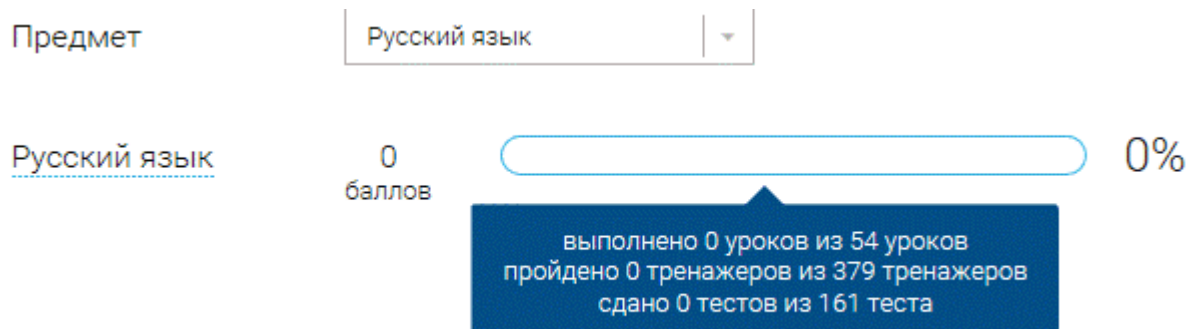 Предмет
Русский язык
Русский язык
0
баллов
0%
выполнено 0 уроков из 54 уроков
пройдено 0 тренажеров из 379 тренажеров
сдано 0 тестов из 161 теста